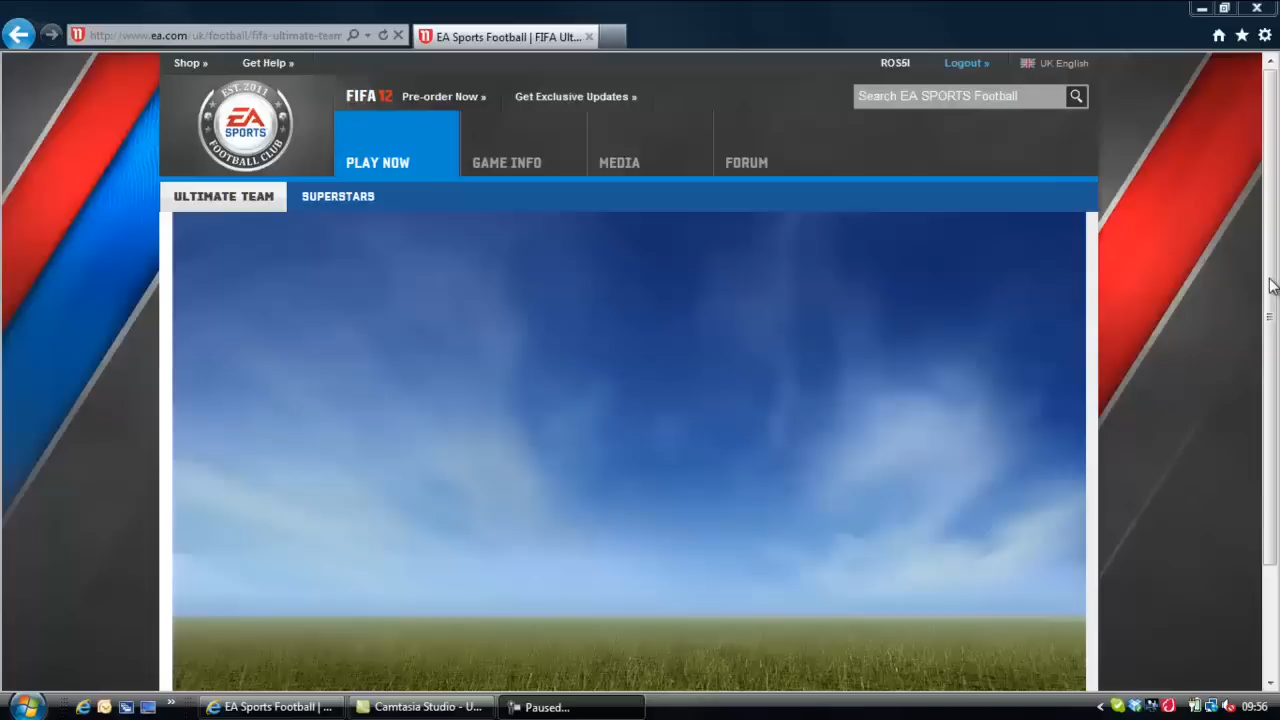 http://www.ea.com/uk/football/fifa-ultimate-team
EA Sports Football | FIFA Ult...
Shop »
Get Help »
ROS5I
Logout »
UK English
EST. 2011
EA SPORTS
FOOTBALL CLUB
FIFA 12
Pre-order Now »
Get Exclusive Updates »
Search EA SPORTS Football
PLAY NOW
GAME INFO
MEDIA
FORUM
ULTIMATE TEAM
SUPERSTARS
EA Sports Football | ...
Camtasia Studio - U...
Paused...
09:56